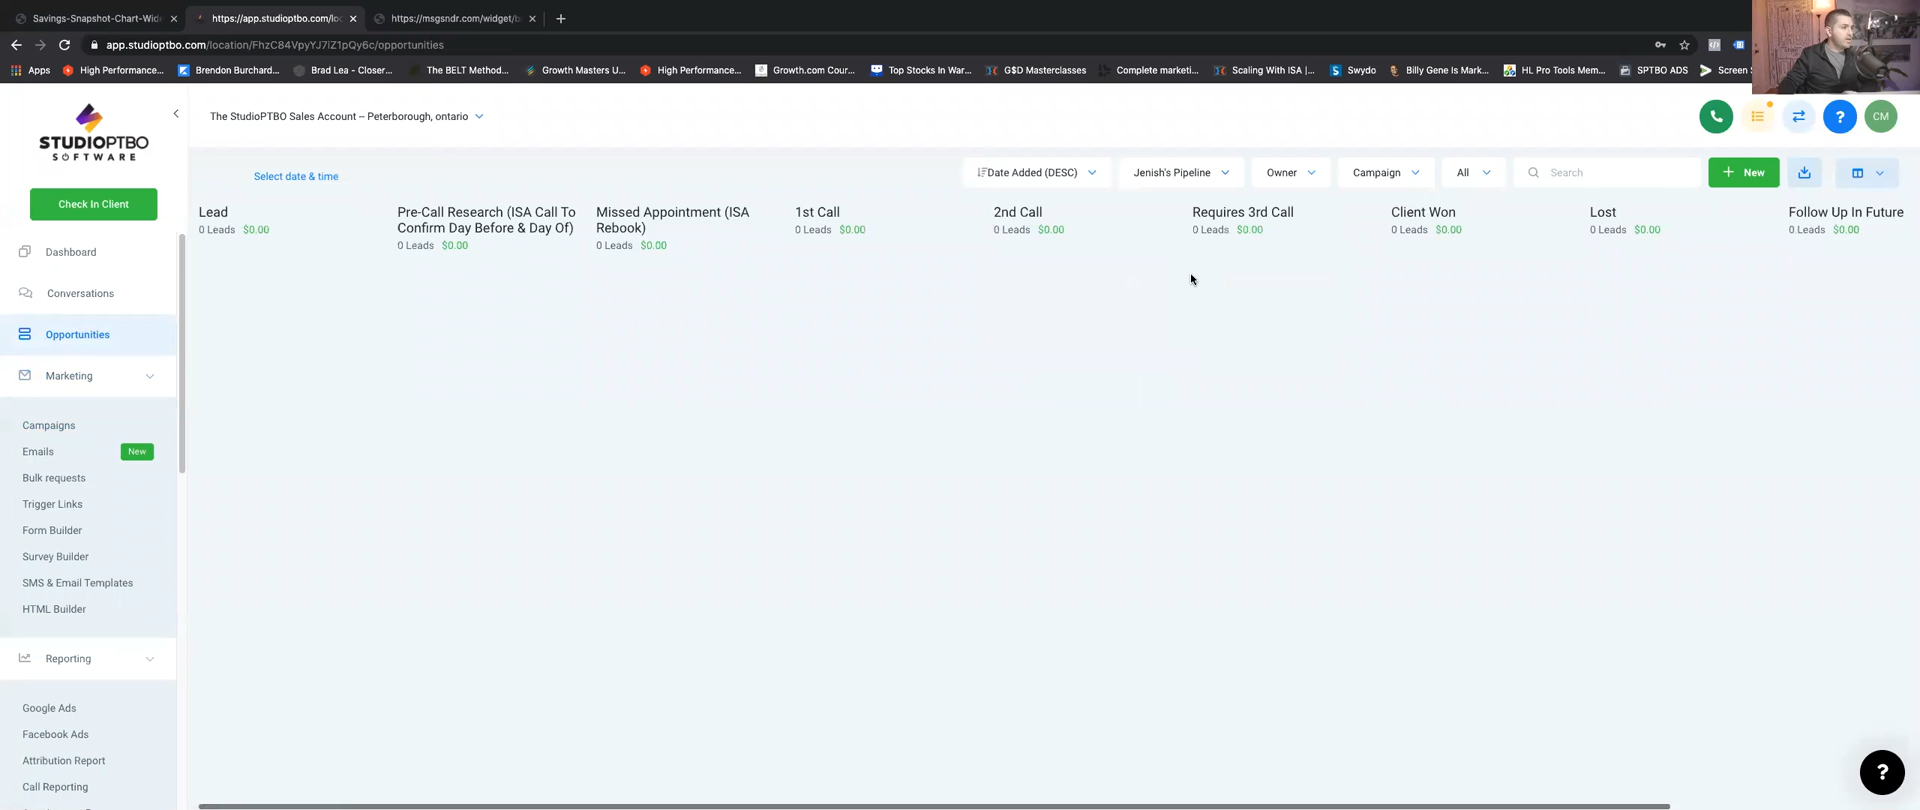 Savings-Snapshot-Chart-Wid
https://app.studioptbo.com/loc
https://msgsndr.com/widget/b
app.studioptbo.com/location/FhzC84VpyYJ7lZ1pQy6c/opportunities
Apps
High Performance...
Brendon Burchard...
Brad Lea - Closer...
The BELT Method...
Growth Masters U...
High Performance...
Growth.com Cour...
Top Stocks In War...
G$D Masterclasses
Complete marketi...
Scaling With ISA |...
Swydo
Billy Gene Is Mark...
HL Pro Tools Mem...
SPTBO ADS
Screen
STUDIOPTBO
SOFTWARE
The StudioPTBO Sales Account – Peterborough, ontario
CM
Check In Client
Select date & time
Date Added (DESC)
Jenish's Pipeline
Owner
Campaign
All
Search
+ New
Lead
0 Leads $0.00
Pre-Call Research (ISA Call To
Confirm Day Before & Day Of)
0 Leads $0.00
Missed Appointment (ISA
Rebook)
0 Leads $0.00
1st Call
0 Leads $0.00
2nd Call
0 Leads $0.00
Requires 3rd Call
0 Leads $0.00
Client Won
0 Leads $0.00
Lost
0 Leads $0.00
Follow Up In Future
0 Leads $0.00
Dashboard
Conversations
Opportunities
Marketing
Campaigns
Emails New
Bulk requests
Trigger Links
Form Builder
Survey Builder
SMS & Email Templates
HTML Builder
Reporting
Google Ads
Facebook Ads
Attribution Report
Call Reporting